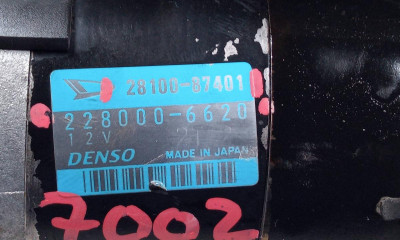 28100-87401
228000-6620
12V
DENSO MADE IN JAPAN
7002